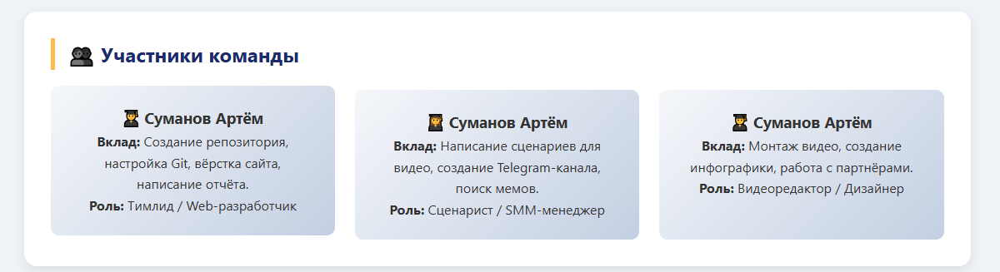 Участники команды
Суманов Артём
Вклад: Создание репозитория,
настройка Git, вёрстка сайта,
написание отчёта.
Роль: Тимлид / Web-разработчик
Суманов Артём
Вклад: Написание сценариев для
видео, создание Telegram-канала,
поиск мемов.
Роль: Сценарист / SMM-менеджер
Суманов Артём
Вклад: Монтаж видео, создание
инфографики, работа с партнёрами.
Роль: Видеоредактор / Дизайнер